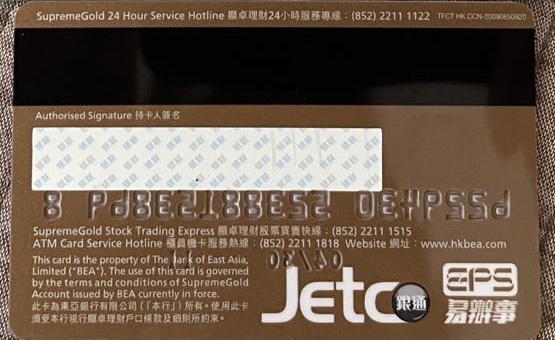 SupremeGold 24 Hour Service Hotline 顯卓理財24小時服務專線：(852) 2211 1122
Authorised Signature 持卡人簽名
SupremeGold Stock Trading Express 顯卓理財股票買賣快線：(852) 2211 1515
ATM Card Service Hotline 櫃員機卡服務熱線：(852) 2211 1818 Website 網址：www.hkbea.com
This card is the property of The Bank of East Asia,
Limited ("BEA"). The use of this card is governed
by the terms and conditions of SupremeGold
Account issued by BEA currently in force.
此卡為東亞銀行有限公司（「本行」）所有。使用此卡
須受本行現行顯卓理財戶口條款及細則所約束。
Jetco 銀通
EPS
易辦事